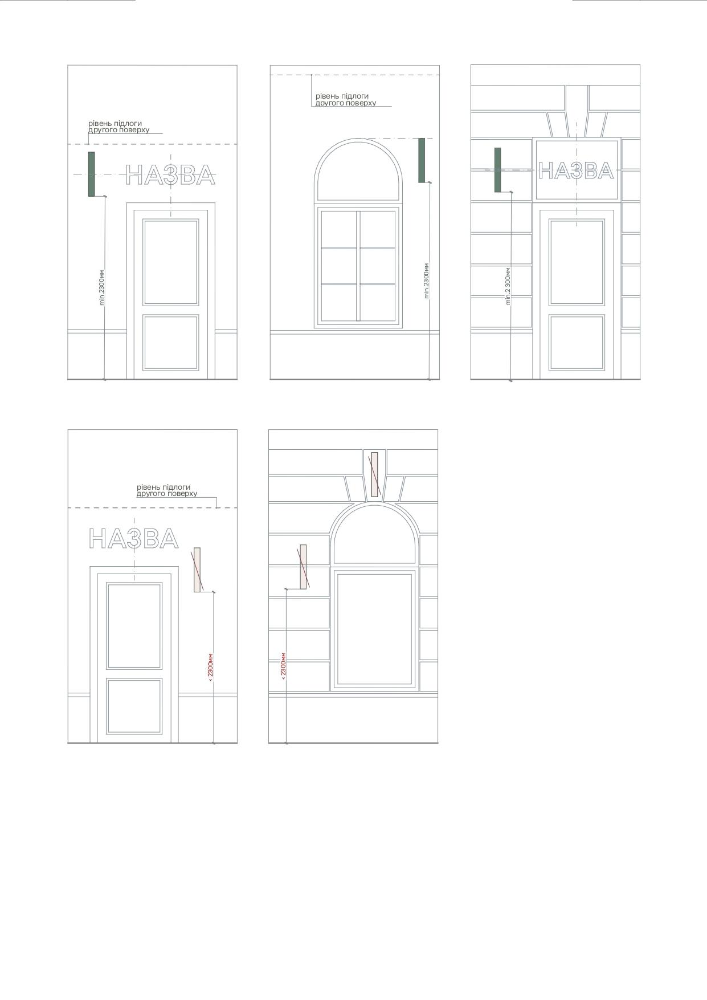 рівень підлоги
другого поверху
НАЗВА
min.2300мм
рівень підлоги
другого поверху
min.2300мм
НАЗВА
min.2 300мм
рівень підлоги
другого поверху
НАЗВА
< 2300мм
< 2300мм